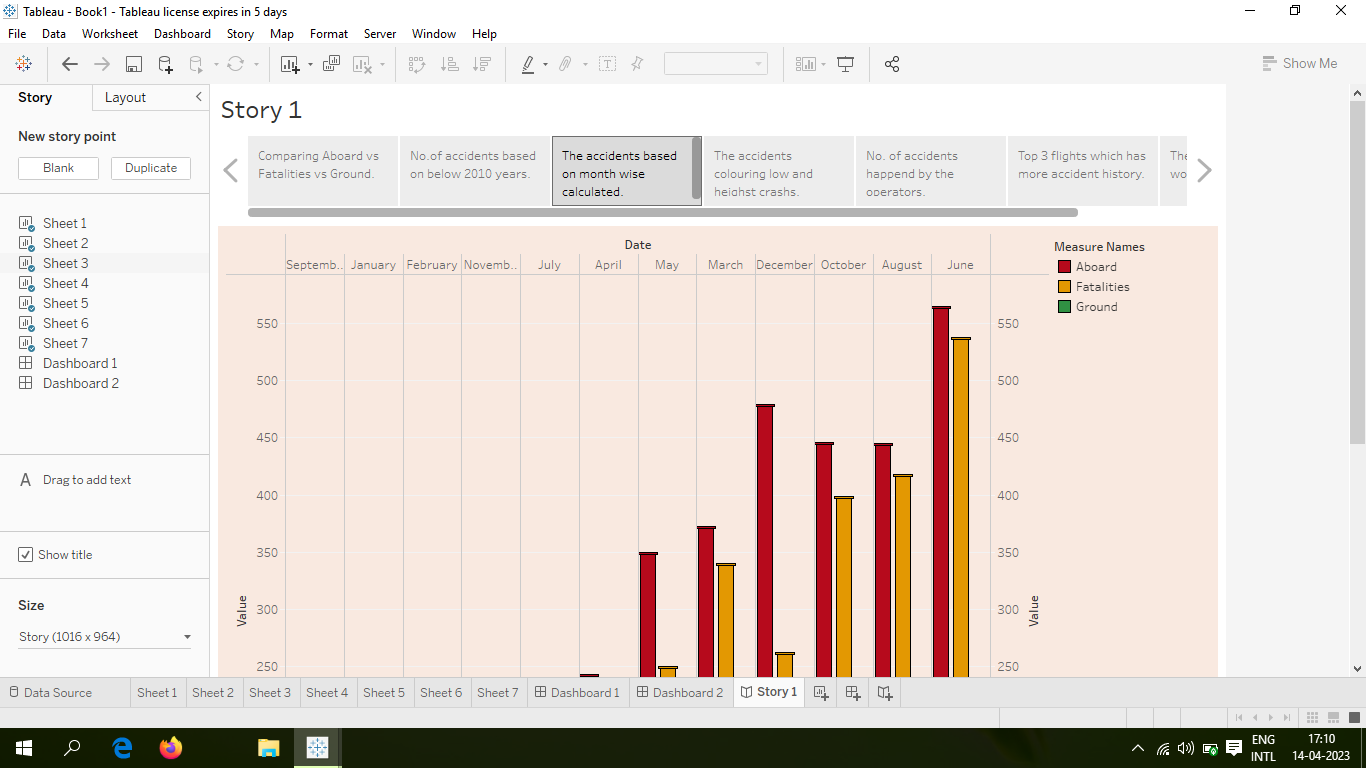 Tableau - Book1 - Tableau license expires in 5 days
File Data Worksheet Dashboard Story Map Format Server Window Help
Show Me
Story Layout
New story point
Blank Duplicate
Sheet 1
Sheet 2
Sheet 3
Sheet 4
Sheet 5
Sheet 6
Sheet 7
Dashboard 1
Dashboard 2
A Drag to add text
Show title
Size
Story (1016 x 964)
Story 1
Comparing Aboard vs
Fatalities vs Ground.
No.of accidents based
on below 2010 years.
The accidents based
on month wise
calculated.
The accidents
colouring low and
heighst crashs.
No. of accidents
happend by the
operators.
Top 3 flights which has
more accident history.
The
wo
Date
Septemb.. January February Novemb.. July April May March December October August June
550 550
500 500
450 450
400 400
350 350
300 300
250 250
Value Value
Measure Names
Aboard
Fatalities
Ground
Data Source Sheet 1 Sheet 2 Sheet 3 Sheet 4 Sheet 5 Sheet 6 Sheet 7 Dashboard 1 Dashboard 2 Story 1
ENG 17:10
INTL 14-04-2023